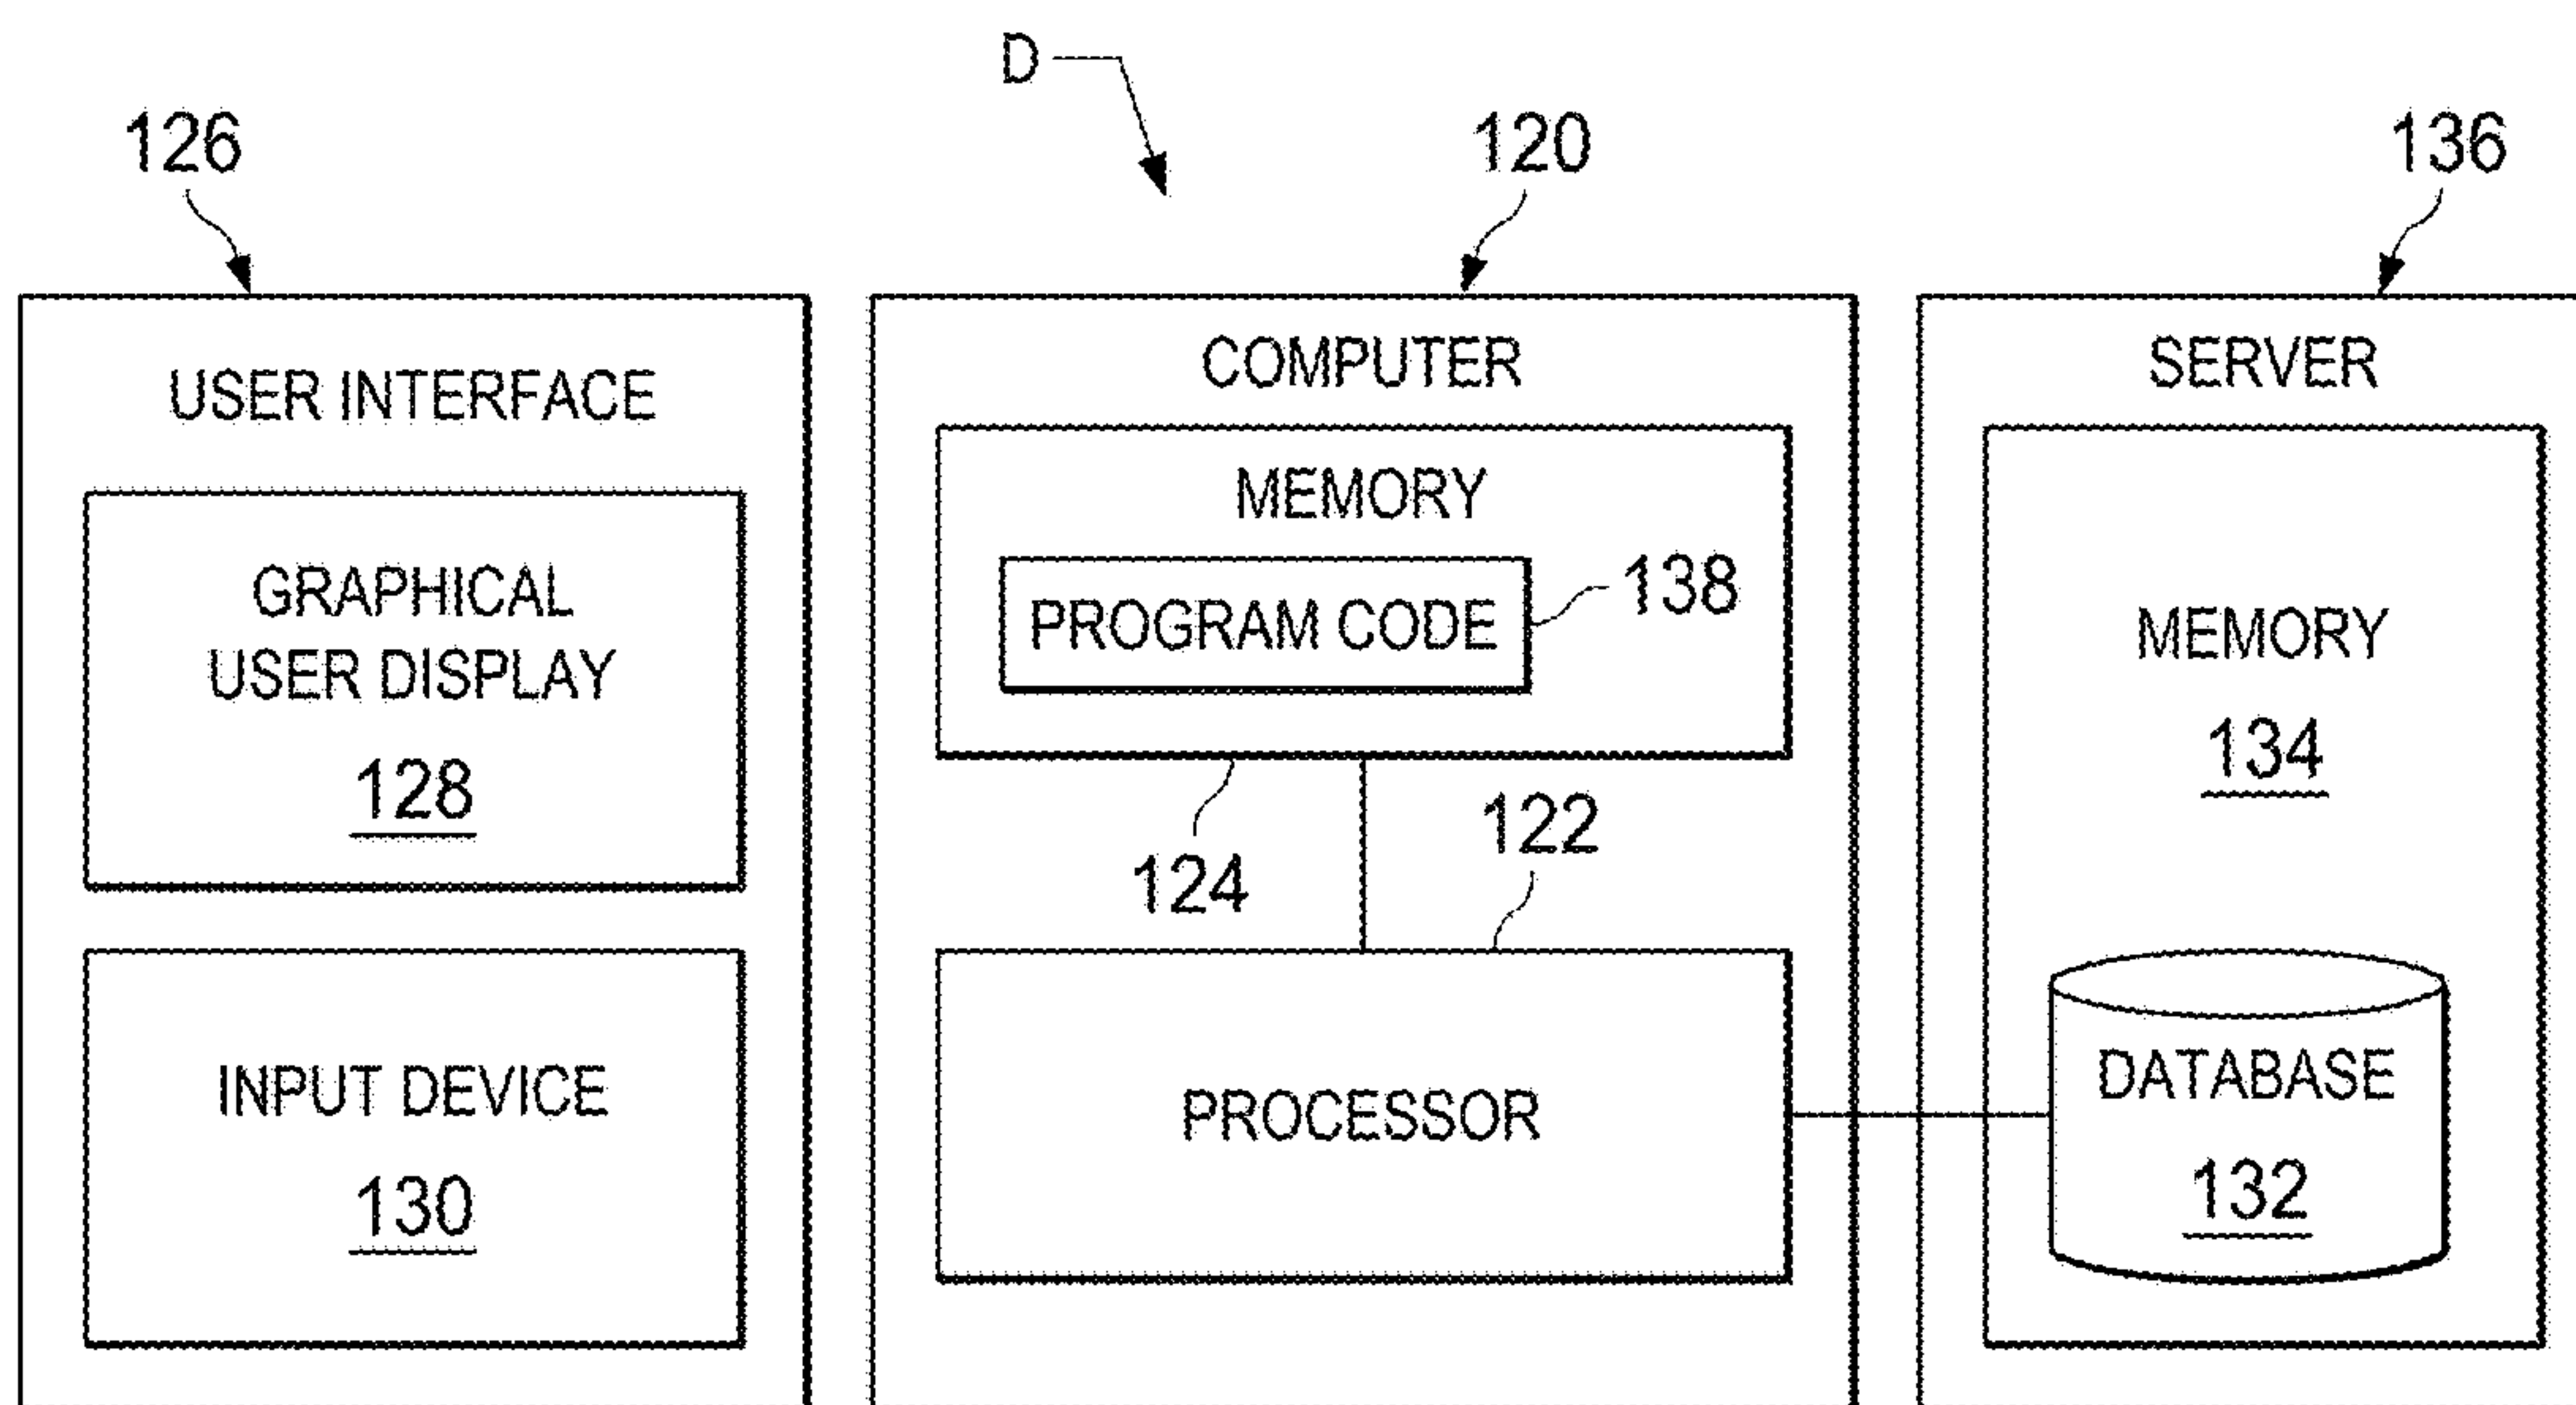 D
126
120
136
USER INTERFACE
GRAPHICAL
USER DISPLAY
128
INPUT DEVICE
130
COMPUTER
MEMORY
PROGRAM CODE
138
124
122
PROCESSOR
SERVER
MEMORY
134
DATABASE
132